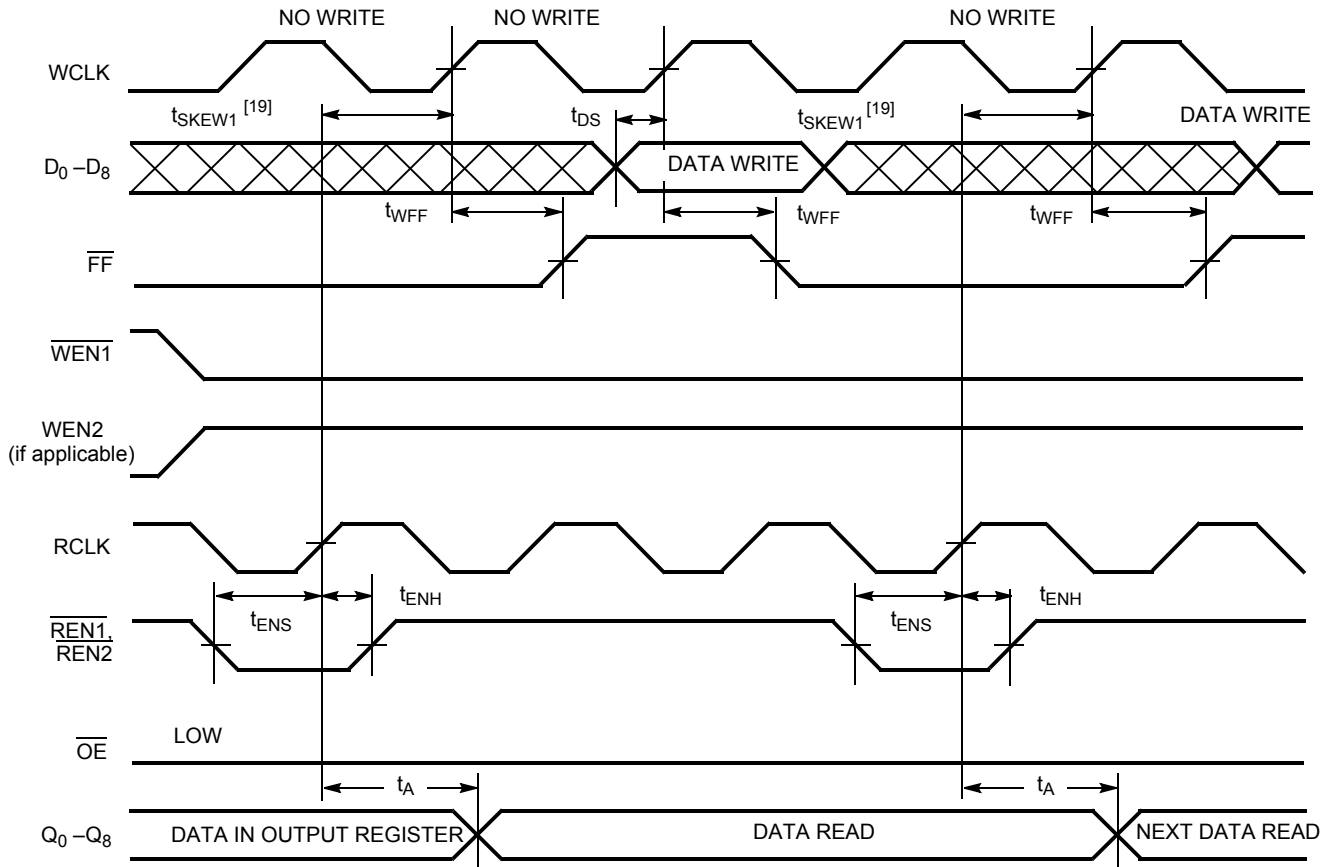 NO WRITE NO WRITE NO WRITE
WCLK
tSKEW1 [19] tDS tSKEW1 [19] DATA WRITE
D0 –D8 DATA WRITE
tWFF tWFF tWFF
FF
WEN1
WEN2
(if applicable)
RCLK
tENS tENH tENS tENH
REN1,
REN2
LOW
OE
tA tA
Q0 –Q8 DATA IN OUTPUT REGISTER DATA READ NEXT DATA READ